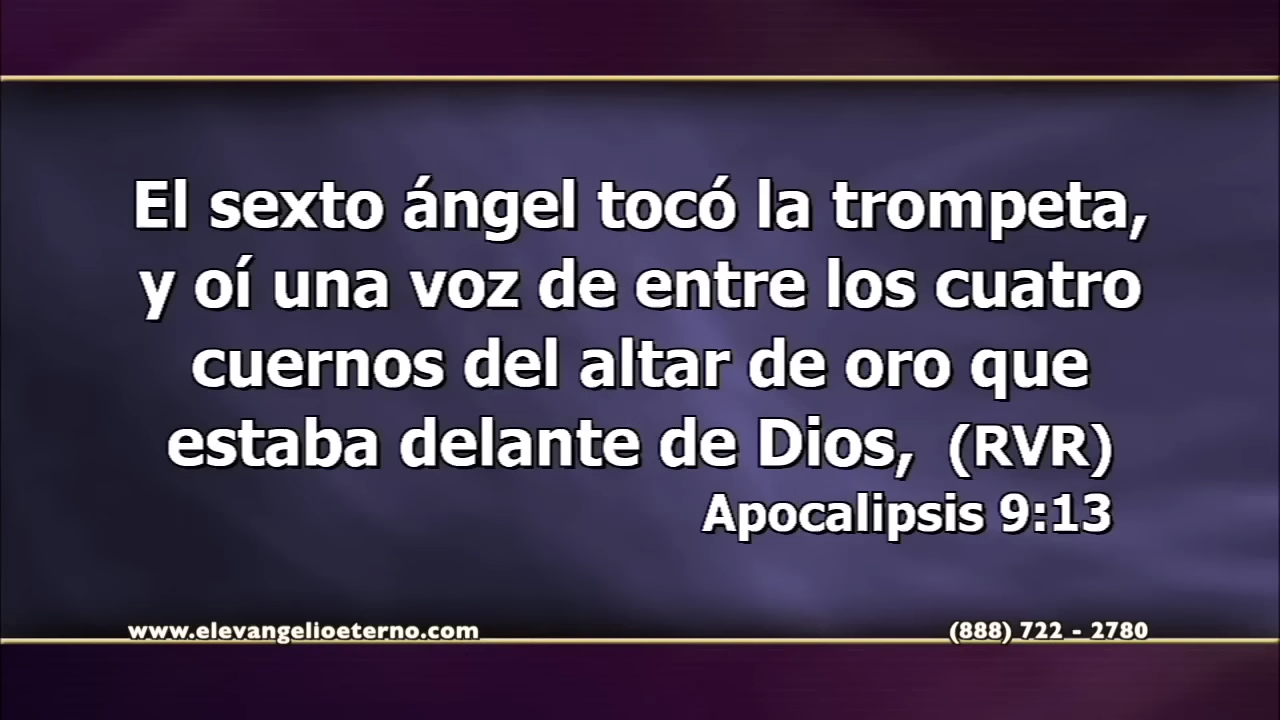 El sexto ángel tocó la trompeta,
y oí una voz de entre los cuatro
cuernos del altar de oro que
estaba delante de Dios, (RVR)
Apocalipsis 9:13
www.elevangelioeterno.com
(888) 722 - 2780